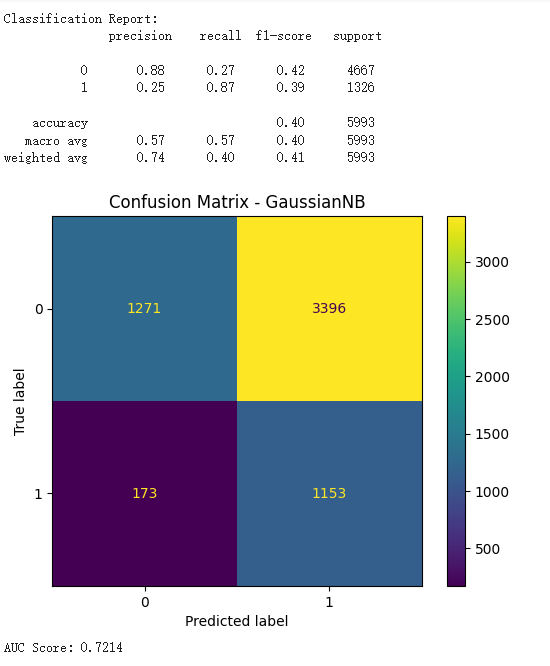 Classification Report:
precision recall f1-score support
0 0.88 0.27 0.42 4667
1 0.25 0.87 0.39 1326
accuracy 0.40 5993
macro avg 0.57 0.57 0.40 5993
weighted avg 0.74 0.40 0.41 5993
Confusion Matrix - GaussianNB
0 1271 3396
1 173 1153
0 1
True label
Predicted label
3000
2500
2000
1500
1000
500
AUC Score: 0.7214